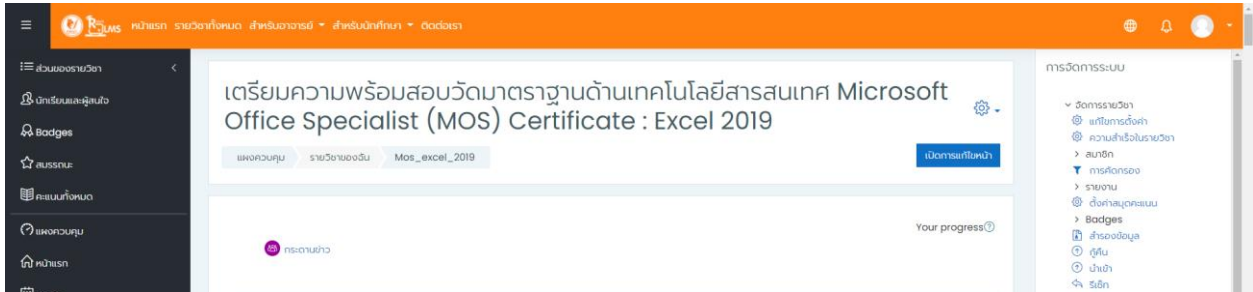 LMS หน้าแรก รายวิชาทั้งหมด สำหรับอาจารย์ สำหรับนักศึกษา ติดต่อเรา
ส่วนของรายวิชา
นักเรียนและผู้สนใจ
Badges
สมรรถนะ
คะแนนทั้งหมด
แผงควบคุม
หน้าแรก
เตรียมความพร้อมสอบวัดมาตราฐานด้านเทคโนโลยีสารสนเทศ Microsoft
Office Specialist (MOS) Certificate : Excel 2019
แผงควบคุม รายวิชาของฉัน Mos_excel_2019
เปิดการแก้ไขหน้า
Your progress
กระดานข่าว
การจัดการระบบ
จัดการรายวิชา
แก้ไขการตั้งค่า
ความสำเร็จในรายวิชา
สมาชิก
การคัดกรอง
รายงาน
ตั้งค่าสมุดคะแนน
Badges
สำรองข้อมูล
กู้คืน
นำเข้า
รีเซ็ต